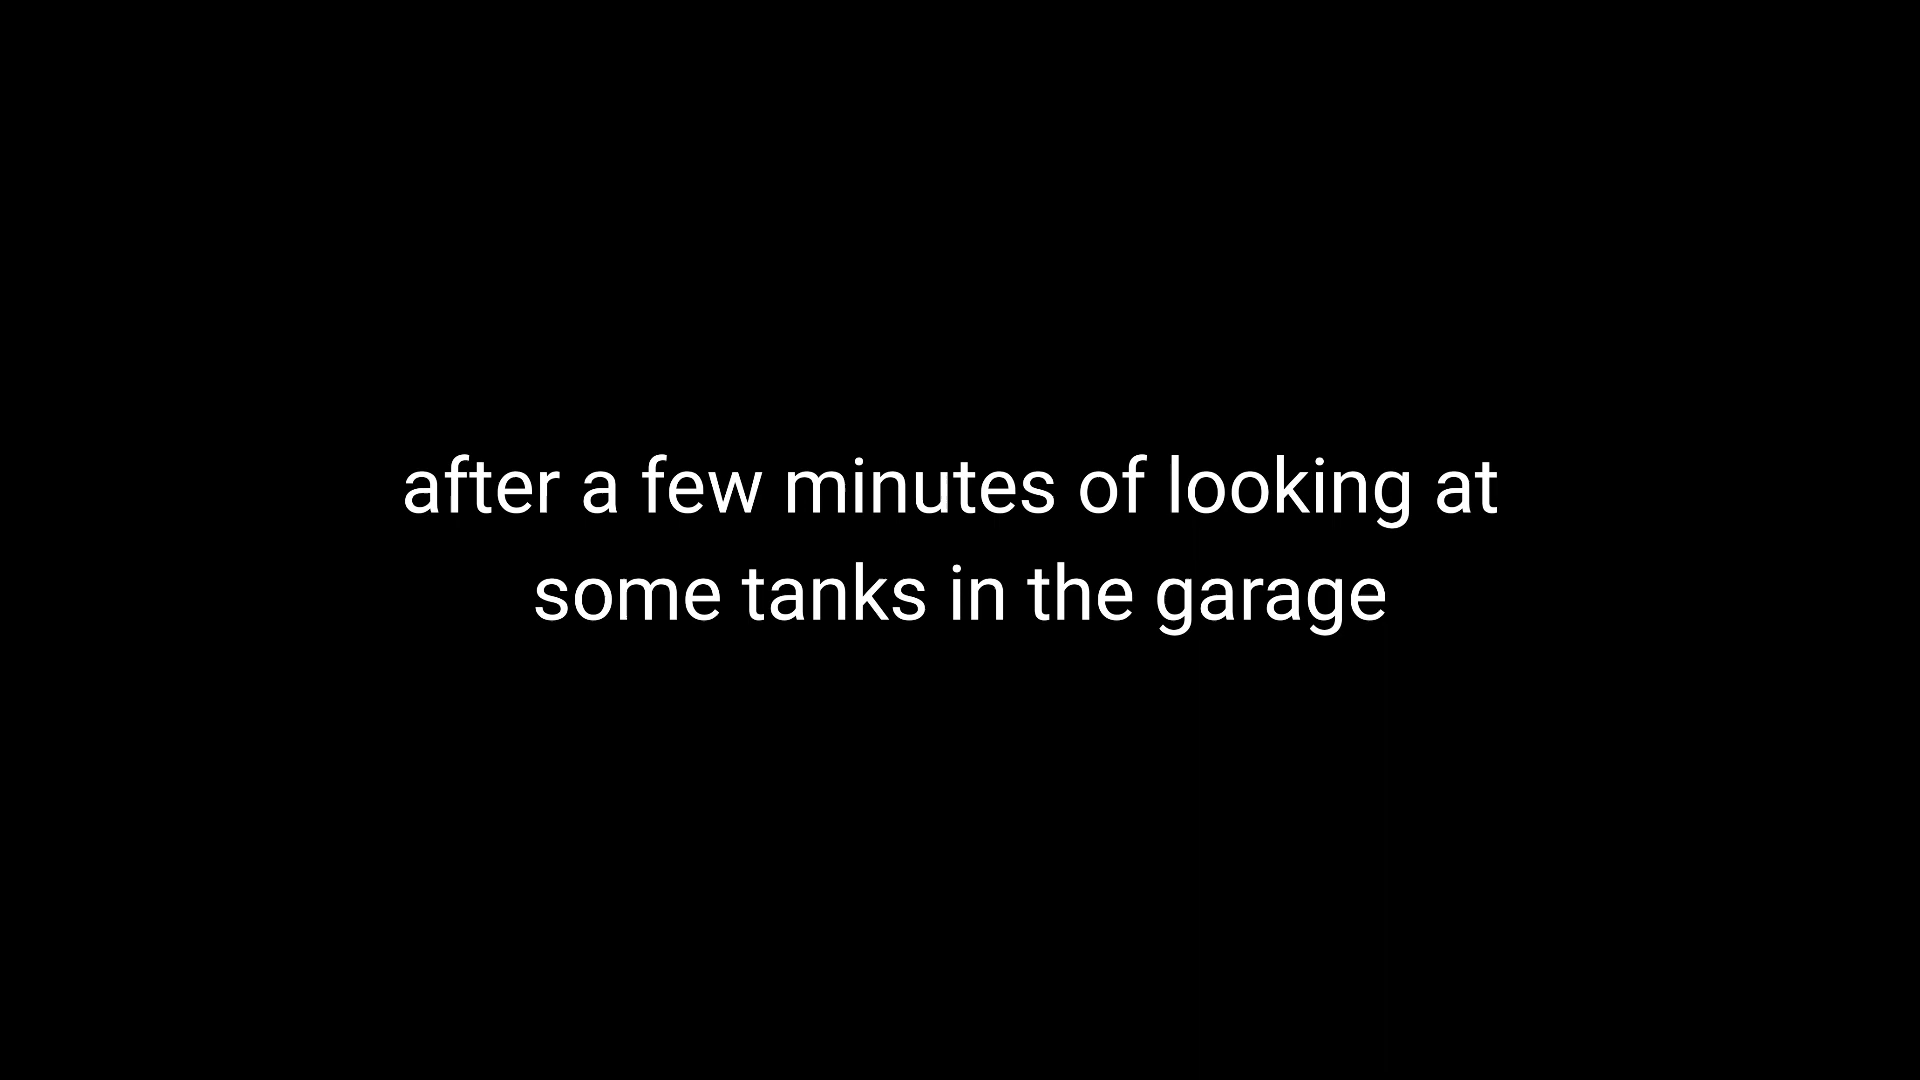 after a few minutes of looking at
some tanks in the garage